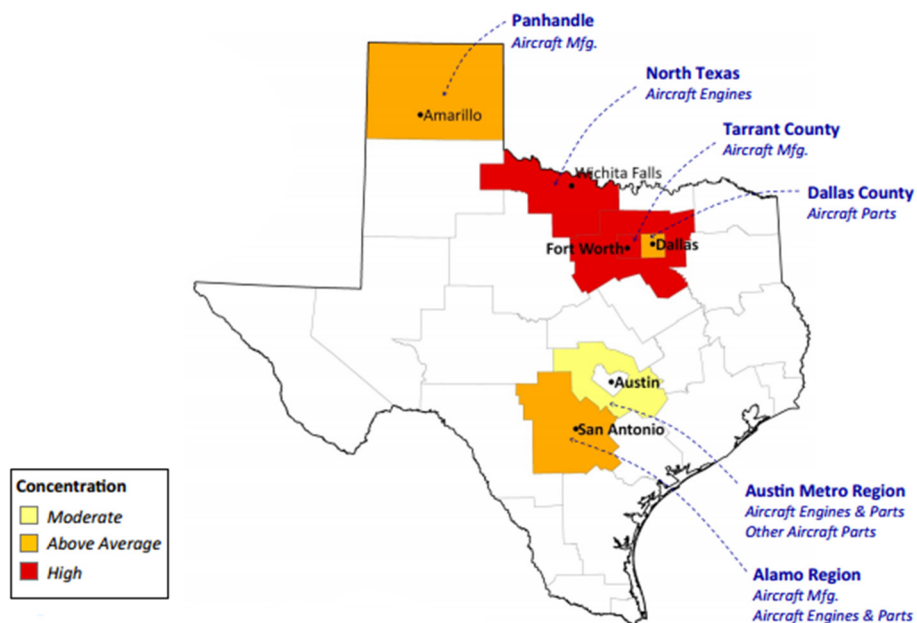 Panhandle
Aircraft Mfg.
North Texas
Aircraft Engines
Amarillo
Tarrant County
Aircraft Mfg.
Wichita Falls
Dallas County
Aircraft Parts
Fort Worth
Dallas
Austin
San Antonio
Concentration
Moderate
Above Average
High
Austin Metro Region
Aircraft Engines & Parts
Other Aircraft Parts
Alamo Region
Aircraft Mfg.
Aircraft Engines & Parts